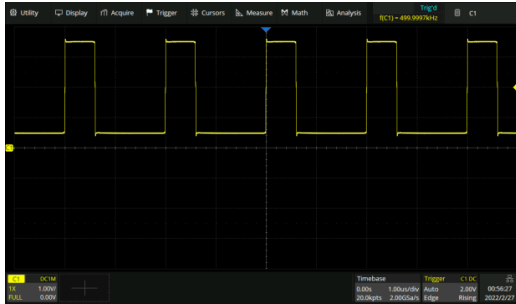 Utility Display Acquire Trigger Cursors Measure Math Analysis Trig'd f(C1) = 499.9997kHz C1
C1
C1 DC1M
1X 1.00V/
FULL 0.00V
Timebase
0.00s 1.00us/div
20.0kpts 2.00GSa/s
Trigger C1 DC
Auto 2.00V
Edge Rising
00:56:27
2022/2/27